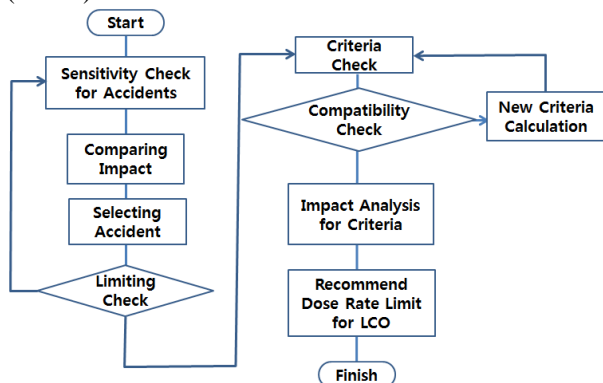 Start
Sensitivity Check
for Accidents
Comparing
Impact
Selecting
Accident
Limiting
Check
Criteria
Check
Compatibility
Check
New Criteria
Calculation
Impact Analysis
for Criteria
Recommend
Dose Rate Limit
for LCO
Finish